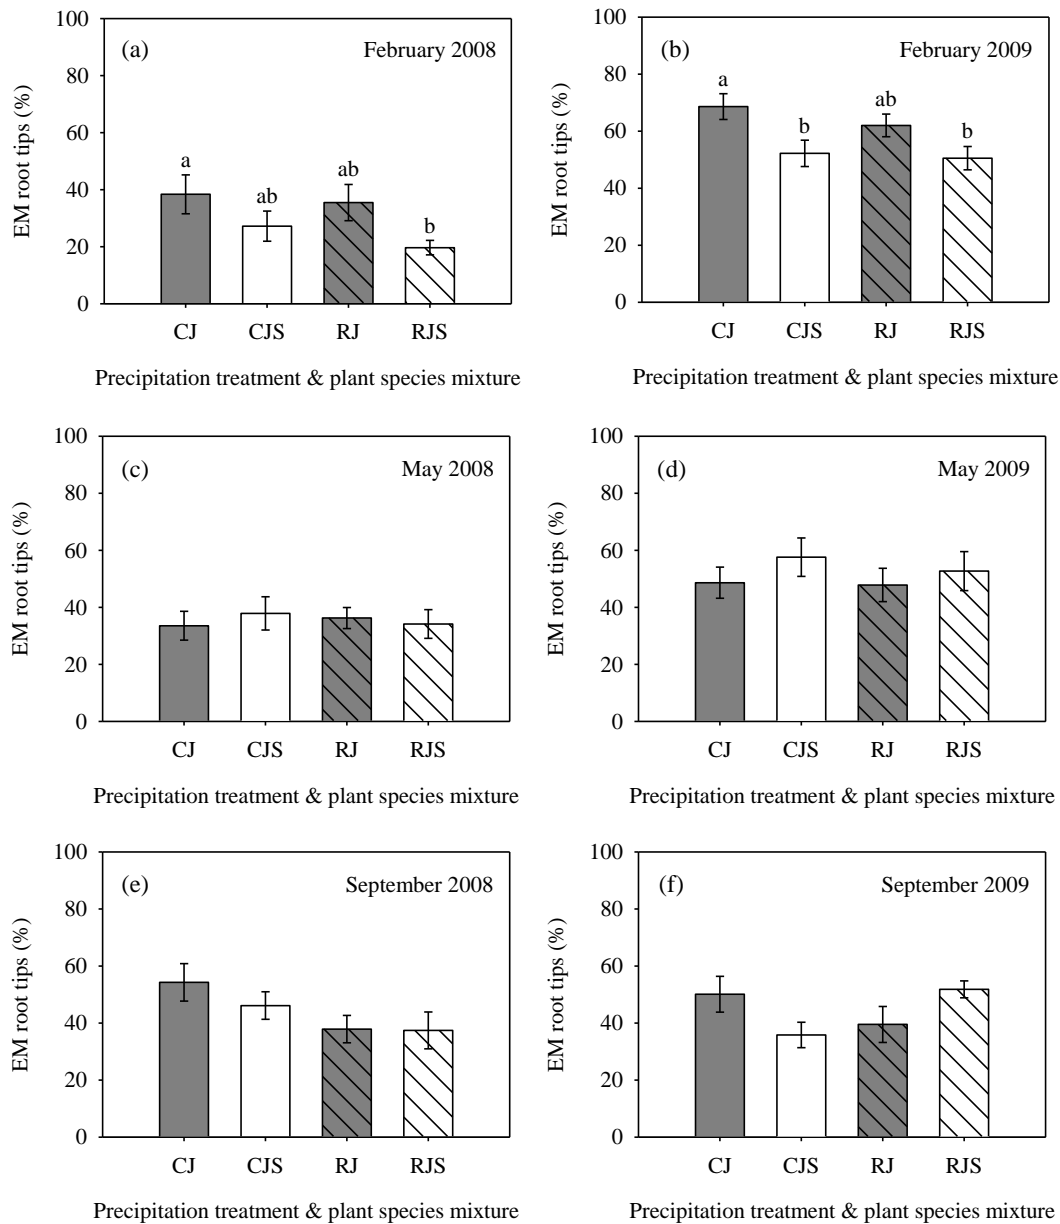 (a)
February 2008
EM root tips (%)
100
80
60
40
20
0
a
ab
ab
b
CJ CJS RJ RJS
Precipitation treatment & plant species mixture
(b)
February 2009
EM root tips (%)
100
80
60
40
20
0
a
b
ab
b
CJ CJS RJ RJS
Precipitation treatment & plant species mixture
(c)
May 2008
EM root tips (%)
100
80
60
40
20
0
CJ CJS RJ RJS
Precipitation treatment & plant species mixture
(d)
May 2009
EM root tips (%)
100
80
60
40
20
0
CJ CJS RJ RJS
Precipitation treatment & plant species mixture
(e)
September 2008
EM root tips (%)
100
80
60
40
20
0
CJ CJS RJ RJS
Precipitation treatment & plant species mixture
(f)
September 2009
EM root tips (%)
100
80
60
40
20
0
CJ CJS RJ RJS
Precipitation treatment & plant species mixture